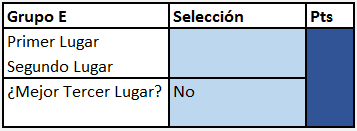 Grupo E Selección Pts
Primer Lugar
Segundo Lugar
¿Mejor Tercer Lugar? No